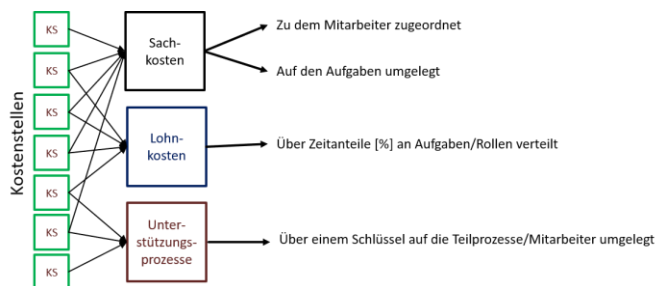 Kostenstellen
KS
KS
KS
KS
KS
KS
KS
Sach-
kosten
Lohn-
kosten
Unter-
stützungs-
prozesse
Zu dem Mitarbeiter zugeordnet
Auf den Aufgaben umgelegt
Über Zeitanteile [%] an Aufgaben/Rollen verteilt
Über einem Schlüssel auf die Teilprozesse/Mitarbeiter umgelegt